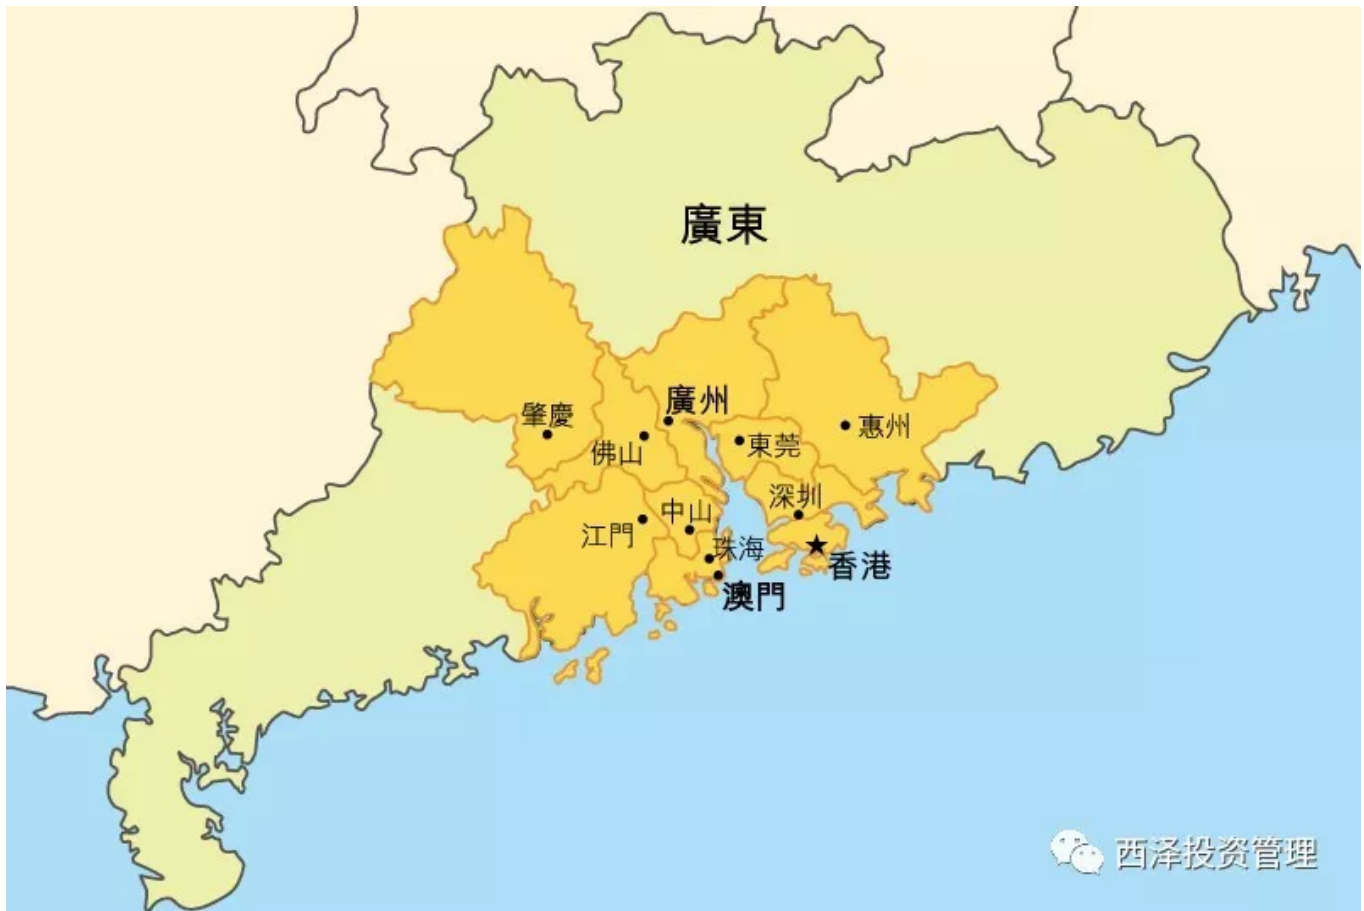 廣東
廣州
肇慶
惠州
佛山
東莞
深圳
中山
江門
珠海
香港
澳門
西泽投资管理